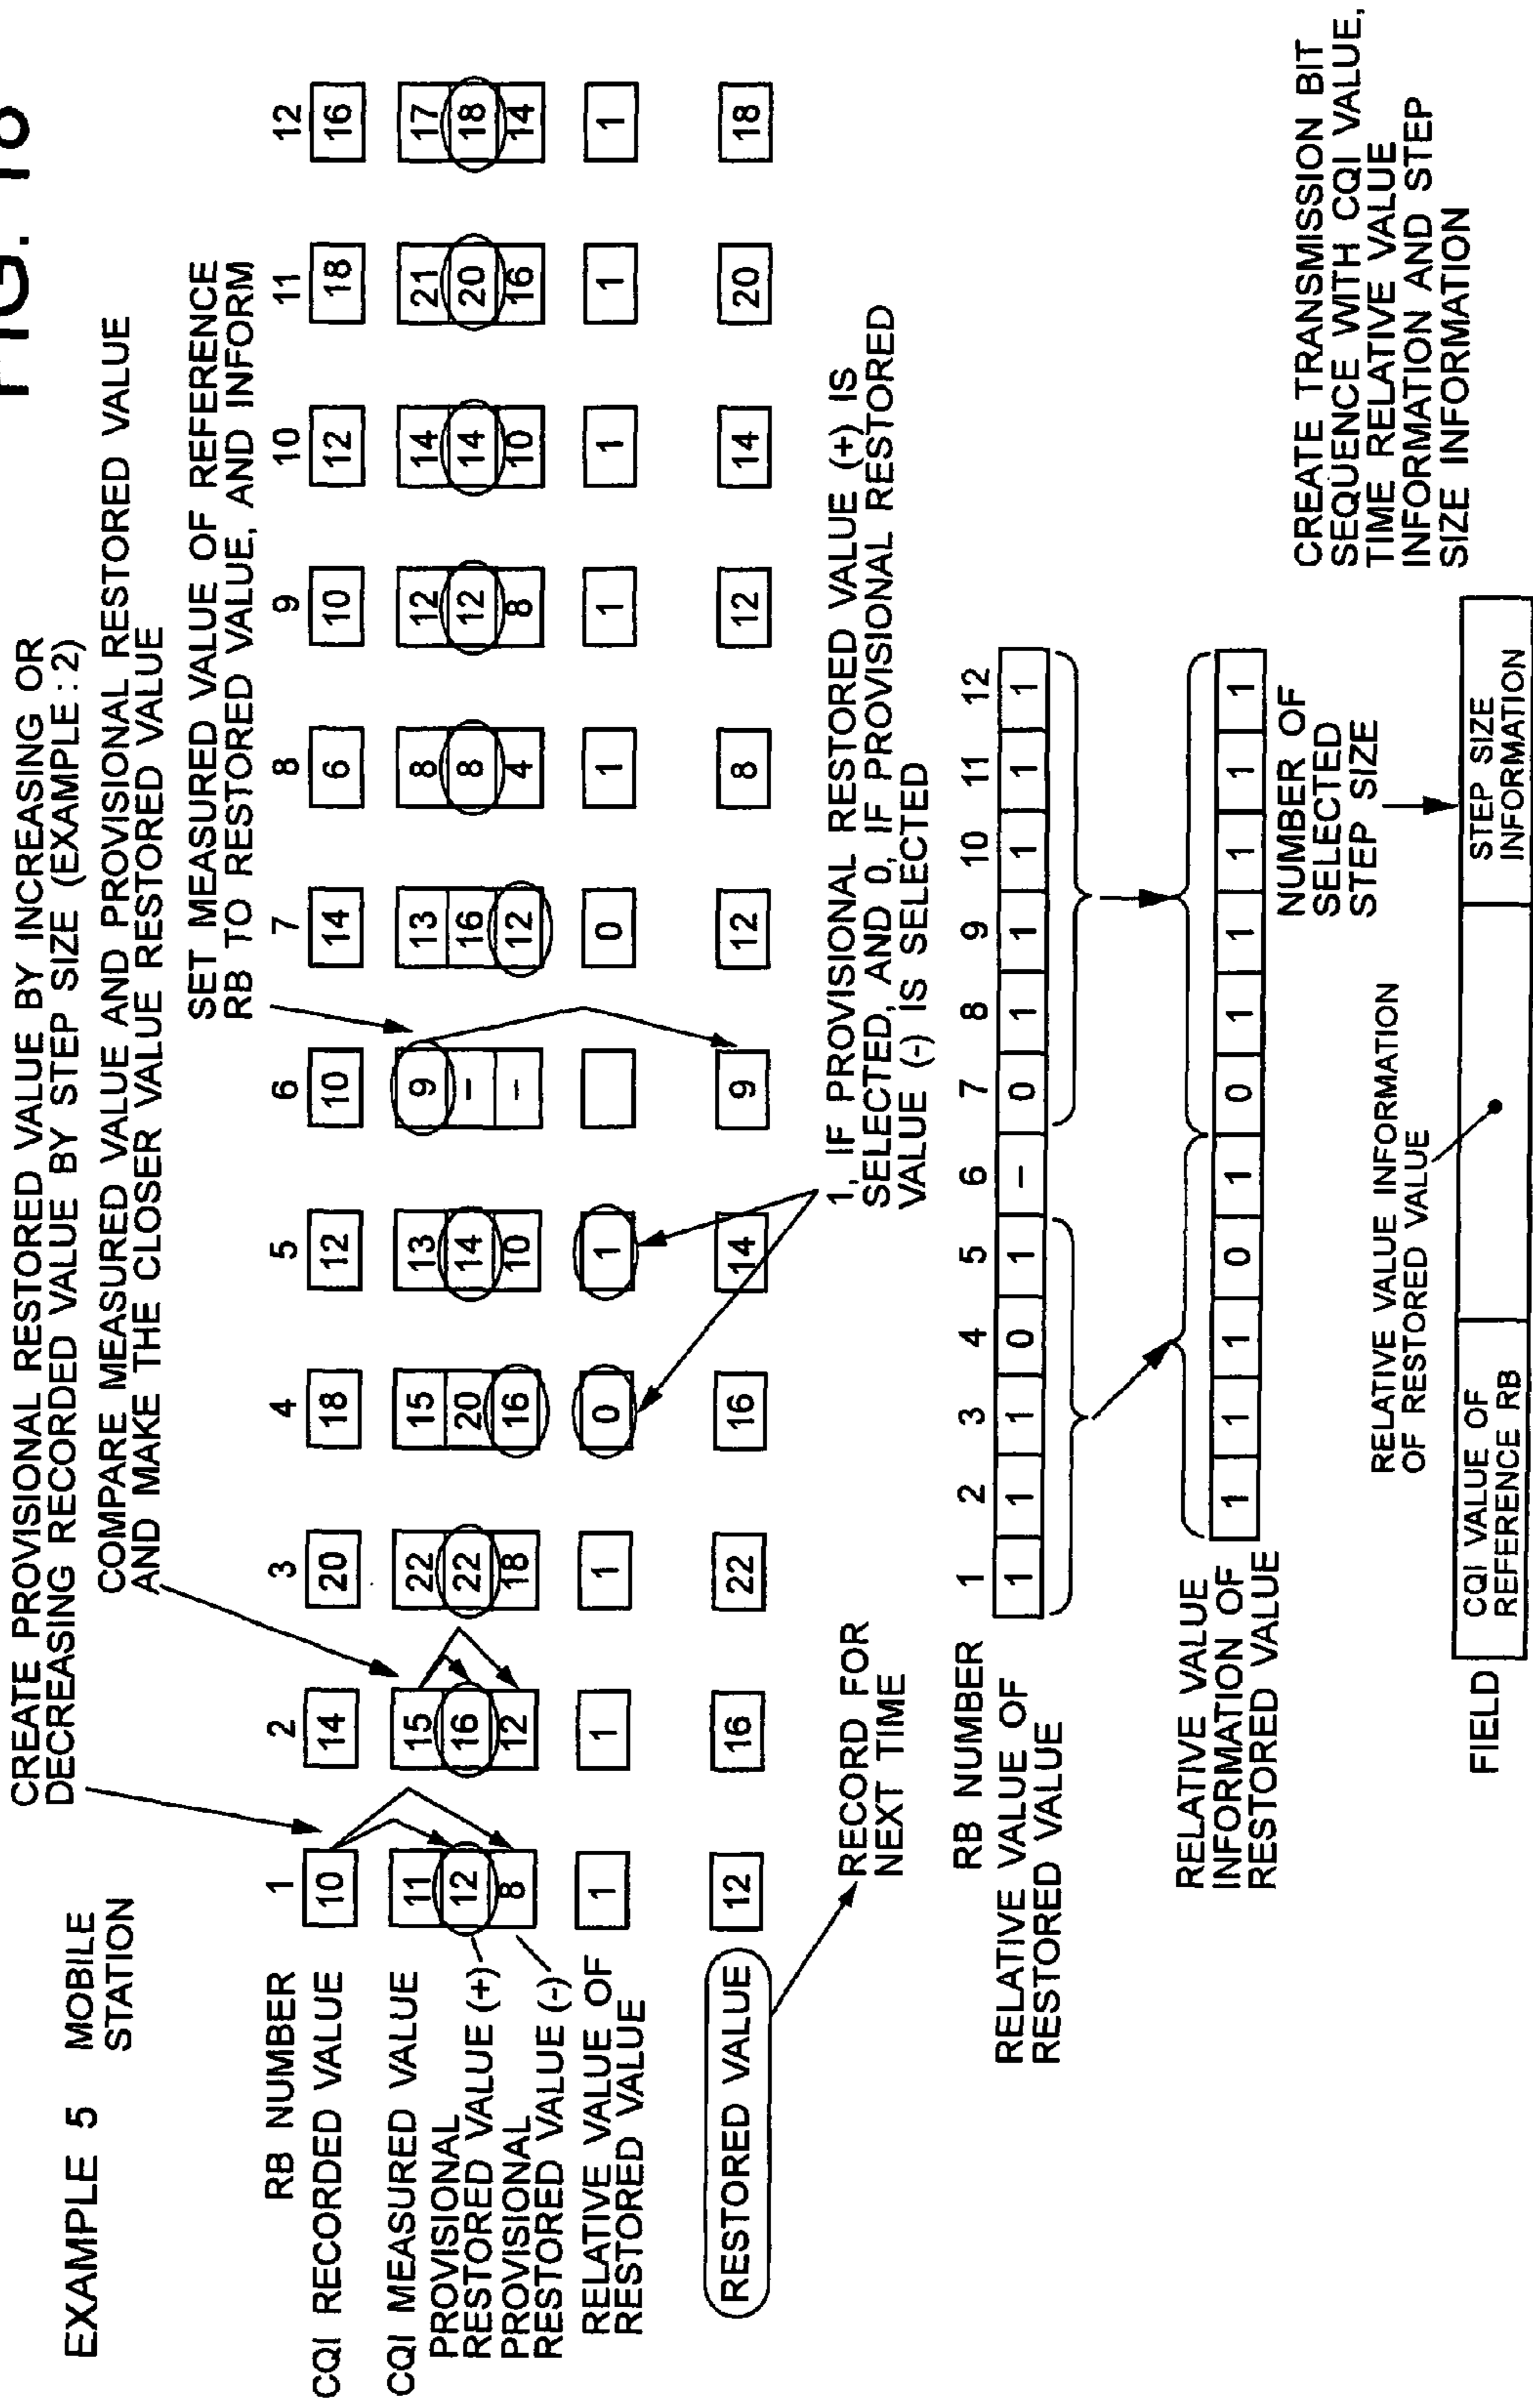 FIG. 18
EXAMPLE 5 MOBILE
STATION
CREATE PROVISIONAL RESTORED VALUE BY INCREASING OR
DECREASING RECORDED VALUE BY STEP SIZE (EXAMPLE : 2)
COMPARE MEASURED VALUE AND PROVISIONAL RESTORED VALUE
AND MAKE THE CLOSER VALUE RESTORED VALUE
SET MEASURED VALUE OF REFERENCE
RB TO RESTORED VALUE, AND INFORM
RB NUMBER 1 2 3 4 5 6 7 8 9 10 11 12
CQI RECORDED VALUE 10 14 20 18 12 10 14 6 10 12 18 16
CQI MEASURED VALUE 11 15 22 15 13 9 13 8 12 14 21 17
PROVISIONAL
RESTORED VALUE (+) 12 16 22 20 14 – 16 8 12 14 20 18
PROVISIONAL
RESTORED VALUE (-) 8 12 18 16 10 – 12 4 8 10 16 14
RELATIVE VALUE OF
RESTORED VALUE 1 1 1 0 1 0 1 1 1 1 1
RESTORED VALUE 12 16 22 16 14 9 12 8 12 14 20 18
RECORD FOR
NEXT TIME
1, IF PROVISIONAL RESTORED VALUE (+) IS
SELECTED, AND 0, IF PROVISIONAL RESTORED
VALUE (-) IS SELECTED
RB NUMBER 1 2 3 4 5 6 7 8 9 10 11 12
RELATIVE VALUE OF
RESTORED VALUE 1 1 1 0 1 – 0 1 1 1 1 1
RELATIVE VALUE
INFORMATION OF
RESTORED VALUE 1 1 1 0 1 0 1 1 1 1 1
NUMBER OF
SELECTED
STEP SIZE
RELATIVE VALUE INFORMATION
OF RESTORED VALUE
CREATE TRANSMISSION BIT
SEQUENCE WITH CQI VALUE,
TIME RELATIVE VALUE
INFORMATION AND STEP
SIZE INFORMATION
FIELD
CQI VALUE OF
REFERENCE RB
STEP SIZE
INFORMATION